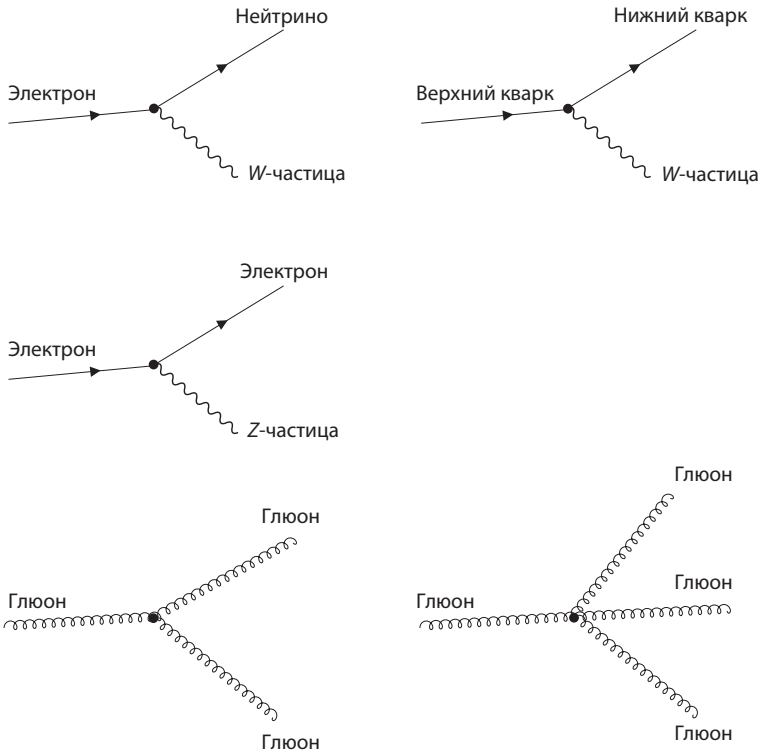 Нейтрино
Электрон
W-частица
Нижний кварк
Верхний кварк
W-частица
Электрон
Электрон
Z-частица
Глюон
Глюон
Глюон
Глюон
Глюон
Глюон
Глюон